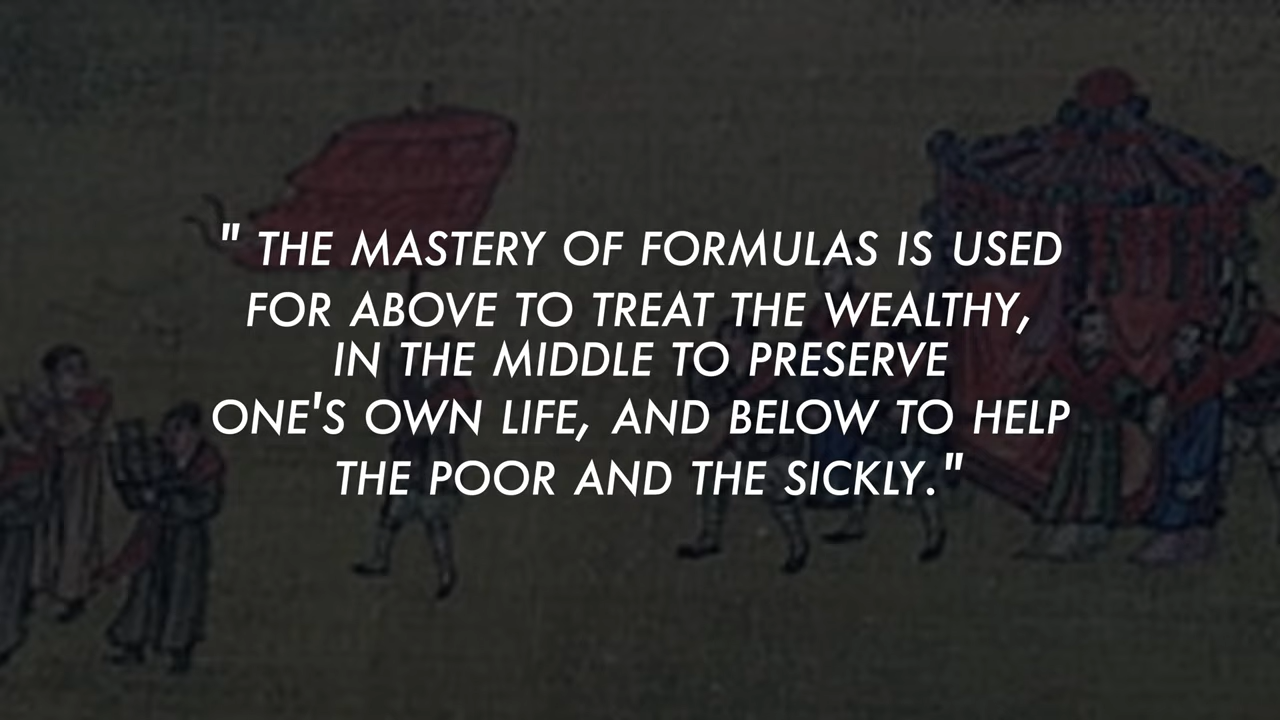 " THE MASTERY OF FORMULAS IS USED
FOR ABOVE TO TREAT THE WEALTHY,
IN THE MIDDLE TO PRESERVE
ONE'S OWN LIFE, AND BELOW TO HELP
THE POOR AND THE SICKLY."